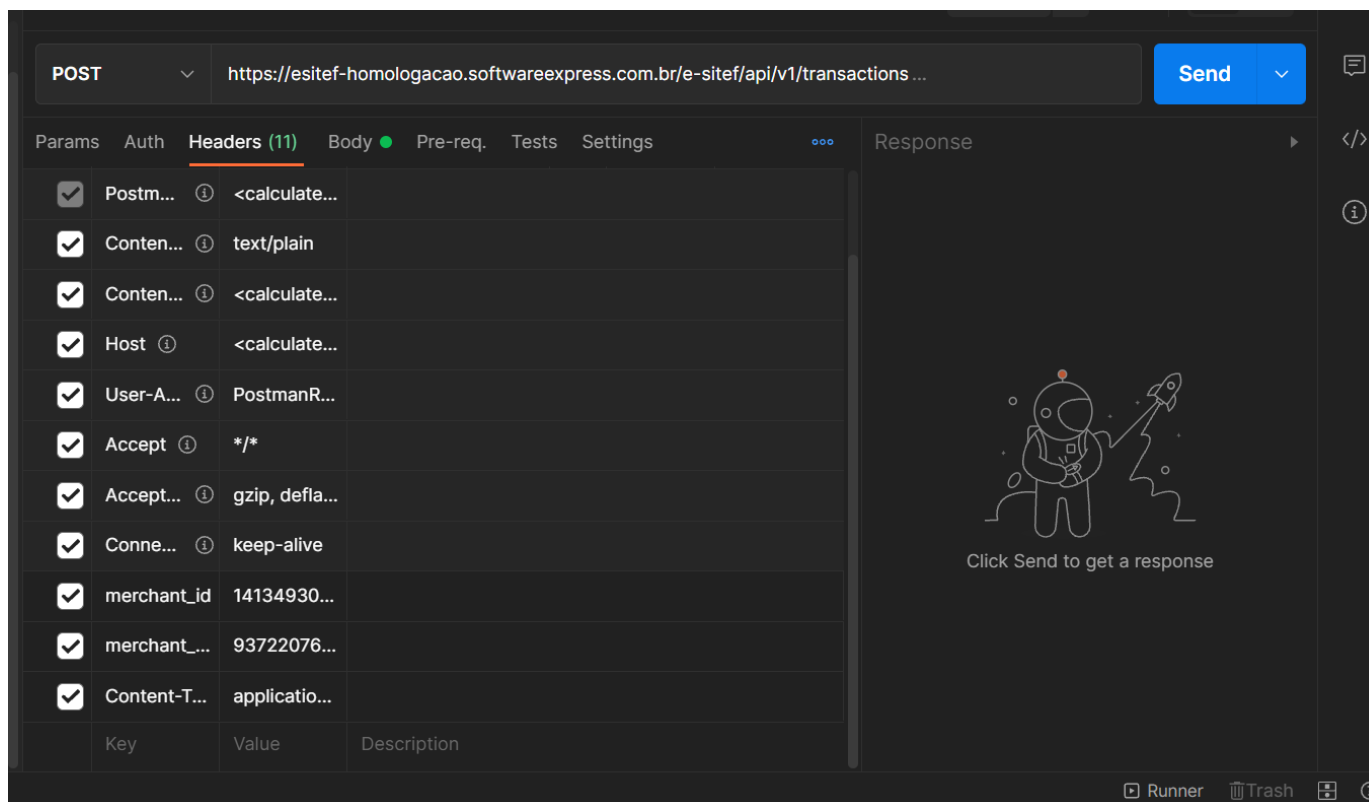 POST https://esitef-homologacao.softwareexpress.com.br/e-sitef/api/v1/transactions ... Send
Params Auth Headers (11) Body Pre-req. Tests Settings Response
Postm... <calculate...
Conten... text/plain
Conten... <calculate...
Host <calculate...
User-A... PostmanR...
Accept */*
Accept... gzip, defla...
Conne... keep-alive
merchant_id 14134930...
merchant_... 93722076...
Content-T... applicatio...
Key Value Description
Click Send to get a response
Runner Trash